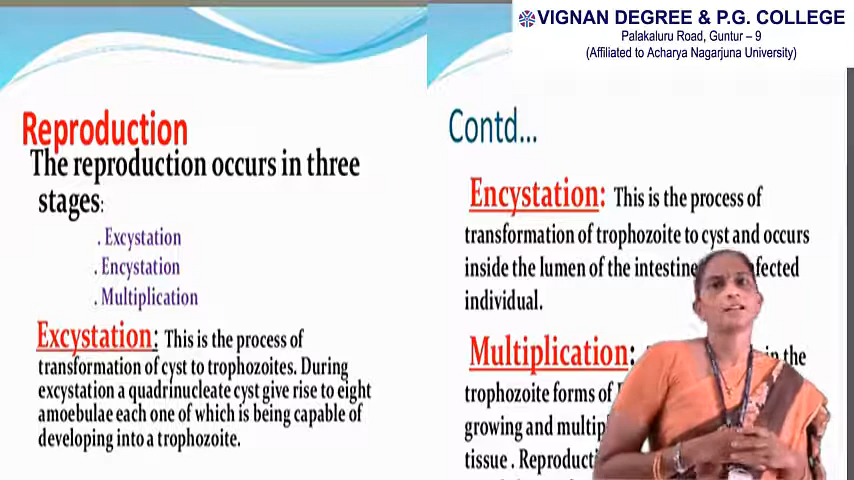 VIGNAN DEGREE & P.G. COLLEGE
Palakaluru Road, Guntur – 9
(Affiliated to Acharya Nagarjuna University)
Reproduction
The reproduction occurs in three
stages:
. Excystation
. Encystation
. Multiplication
Excystation: This is the process of
transformation of cyst to trophozoites. During
excystation a quadrinucleate cyst give rise to eight
amoebulae each one of which is being capable of
developing into a trophozoite.
Contd...
Encystation: This is the process of
transformation of trophozoite to cyst and occurs
inside the lumen of the intestine
individual.
Multiplication: in the
trophozoite forms of
growing and
tissue .